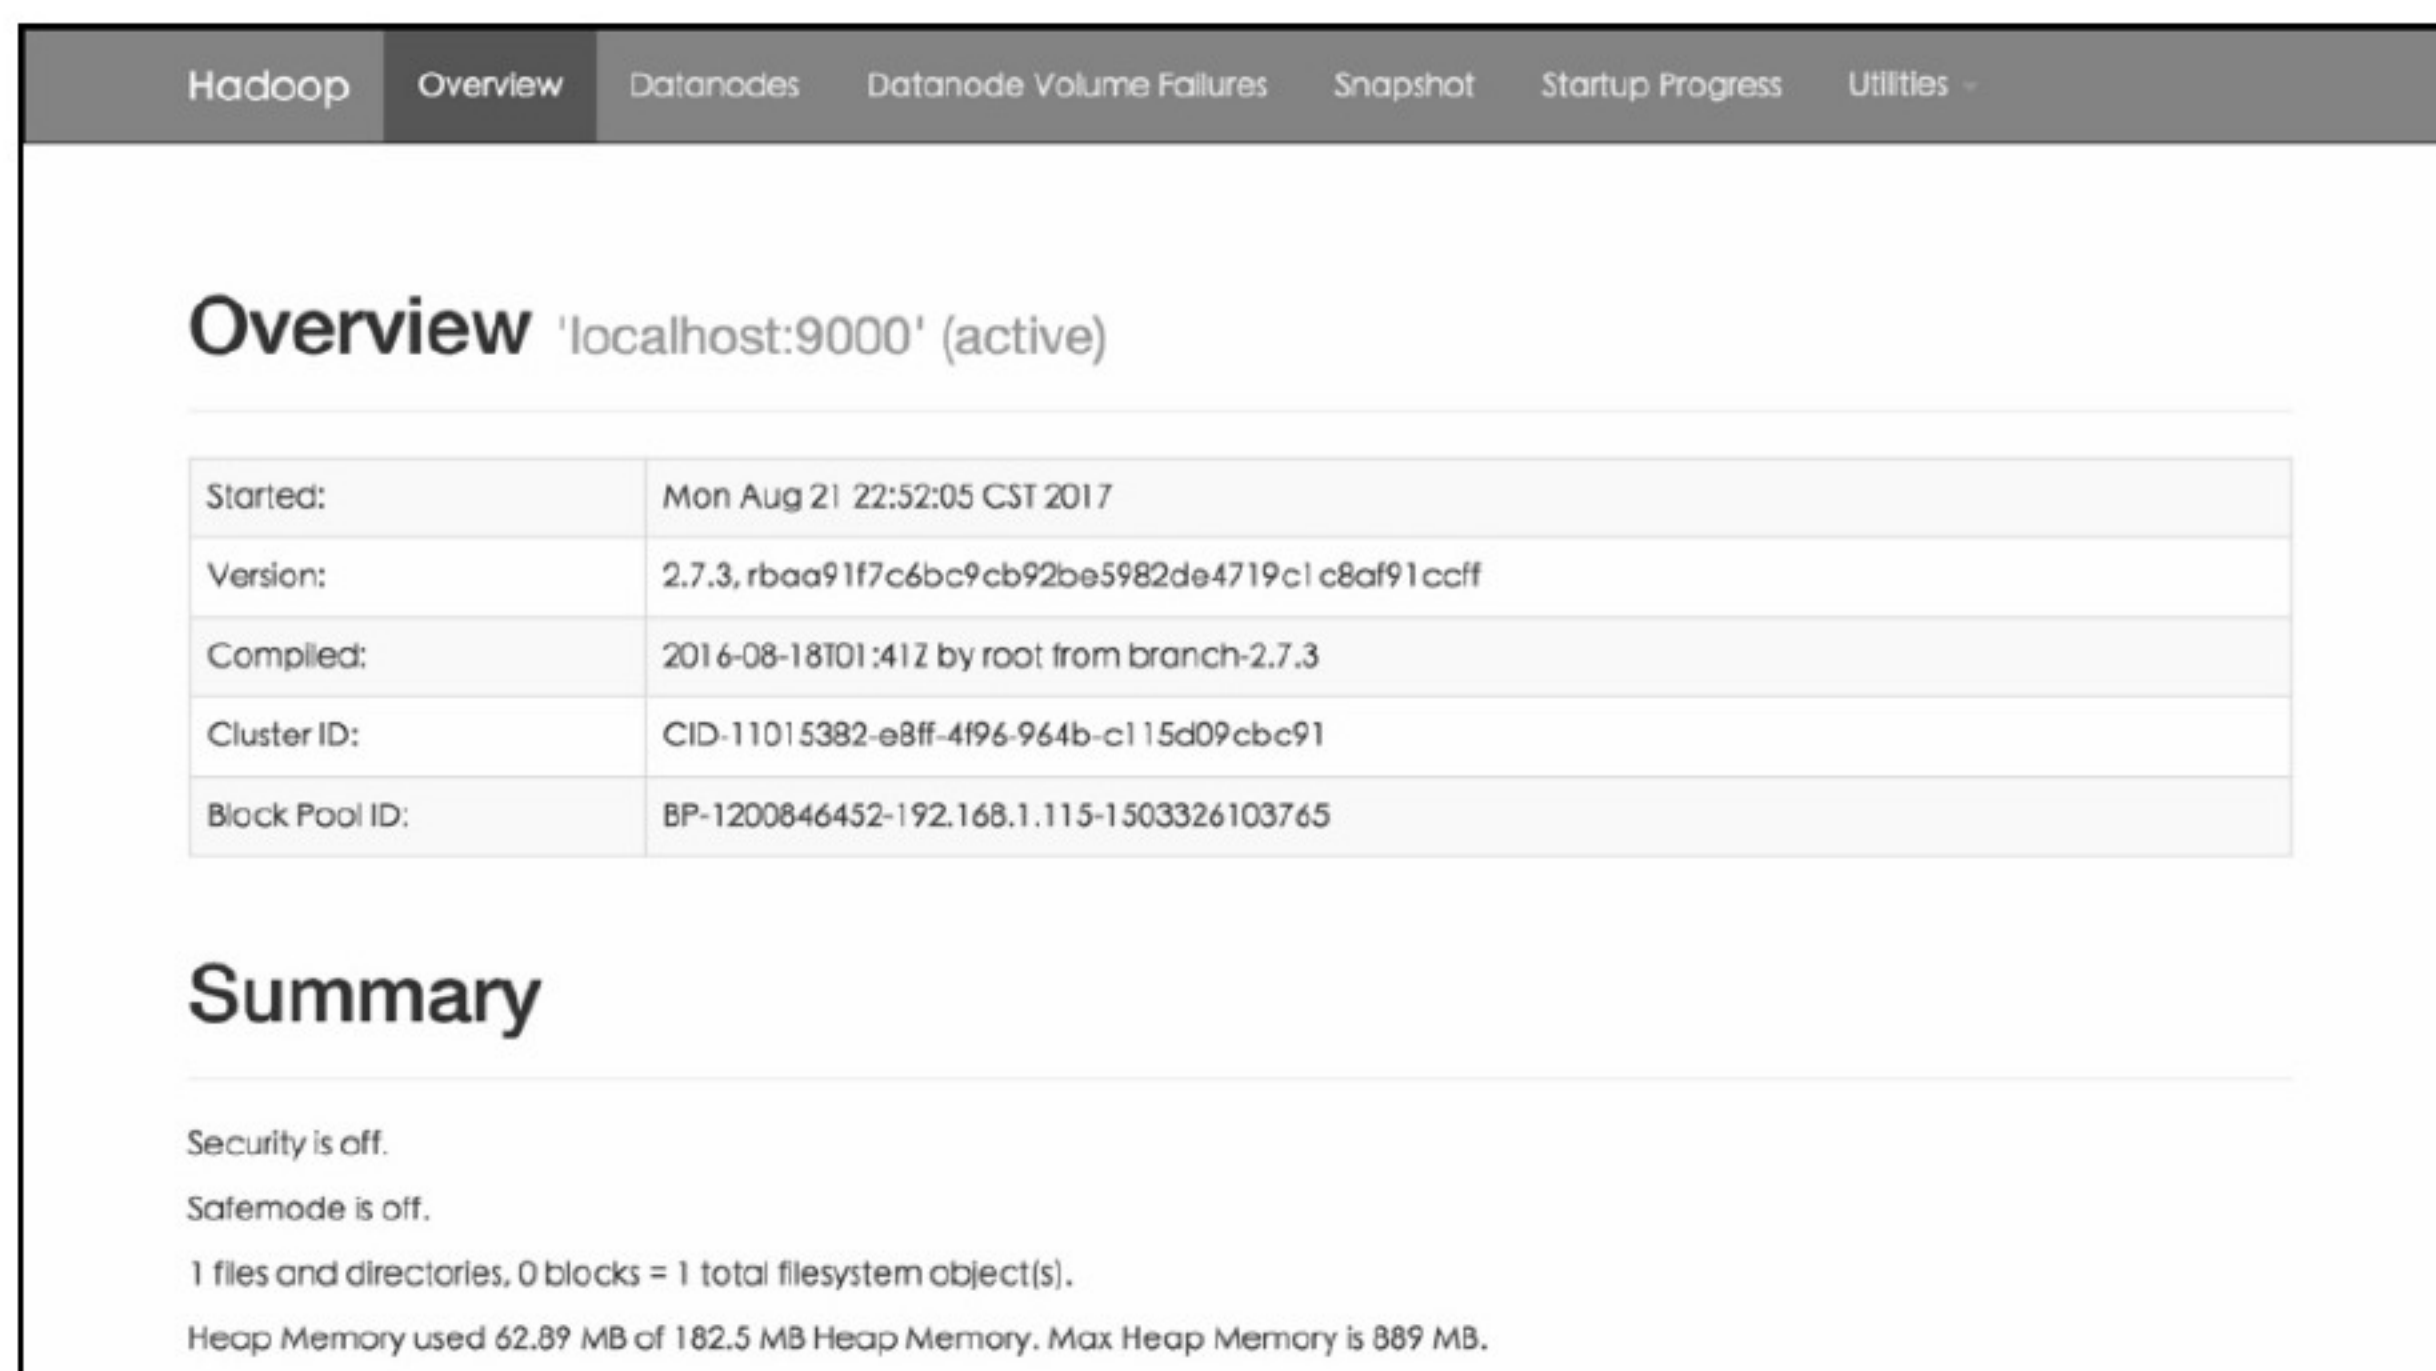 Hadoop Overview Datanodes Datanode Volume Failures Snapshot Startup Progress Utilities
Overview 'localhost:9000' (active)
Started: Mon Aug 21 22:52:05 CST 2017
Version: 2.7.3, rbaa91f7c6bc9cb92be5982de4719c1c8af91ccff
Compiled: 2016-08-18T01:41Z by root from branch-2.7.3
Cluster ID: CID-11015382-e8ff-4f96-964b-c115d09cbc91
Block Pool ID: BP-1200846452-192.168.1.115-1503326103765
Summary
Security is off.
Safemode is off.
1 files and directories, 0 blocks = 1 total filesystem object(s).
Heap Memory used 62.89 MB of 182.5 MB Heap Memory. Max Heap Memory is 889 MB.